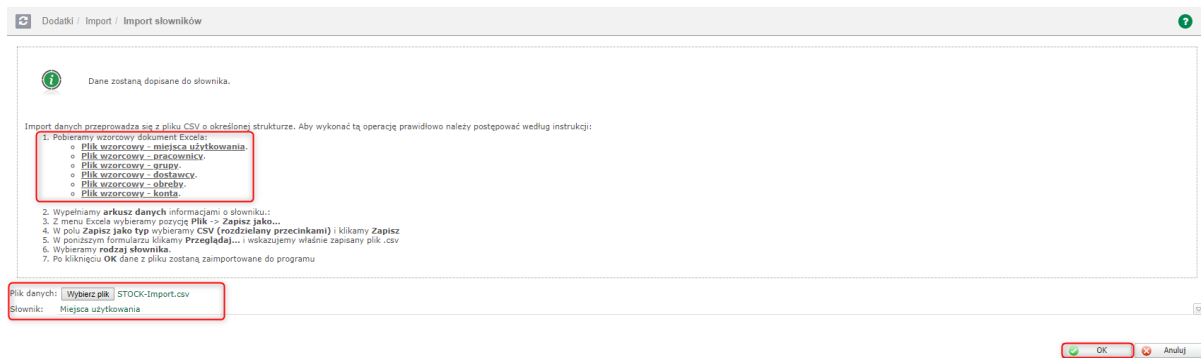 Dodatki / Import / Import słowników
?
Dane zostaną dopisane do słownika.
Import danych przeprowadza się z pliku CSV o określonej strukturze. Aby wykonać tą operację prawidłowo należy postępować według instrukcji:
1. Pobieramy wzorcowy dokument Excela:
o Plik wzorcowy - miejsca użytkowania.
o Plik wzorcowy - pracownicy.
o Plik wzorcowy - grupy.
o Plik wzorcowy - dostawcy.
o Plik wzorcowy - obręby.
o Plik wzorcowy - konta.
2. Wypełniamy arkusz danych informacjami o słowniku.:
3. Z menu Excela wybieramy pozycję Plik -> Zapisz jako...
4. W polu Zapisz jako typ wybieramy CSV (rozdzielany przecinkami) i klikamy Zapisz
5. W poniższym formularzu klikamy Przeglądaj... i wskazujemy właśnie zapisany plik .csv
6. Wybieramy rodzaj słownika.
7. Po kliknięciu OK dane z pliku zostaną zaimportowane do programu
Plik danych: Wybierz plik STOCK-Import.csv
Słownik: Miejsca użytkowania
OK Anuluj